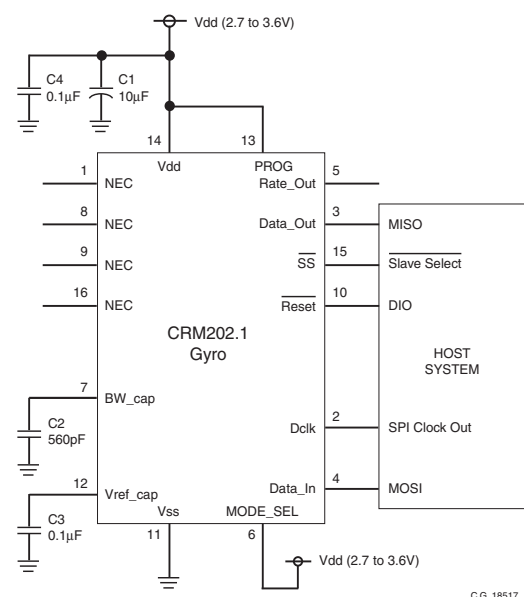 Vdd (2.7 to 3.6V)
C4
0.1μF
C1
10μF
14
13
Vdd
PROG
1
NEC
Rate_Out
5
8
NEC
Data_Out
3
MISO
9
NEC
SS
15
Slave Select
16
NEC
Reset
10
DIO
CRM202.1
Gyro
HOST
SYSTEM
7
BW_cap
C2
560pF
Dclk
2
SPI Clock Out
12
Vref_cap
Data_In
4
MOSI
C3
0.1μF
Vss
MODE_SEL
11
6
Vdd (2.7 to 3.6V)
C.G. 18517